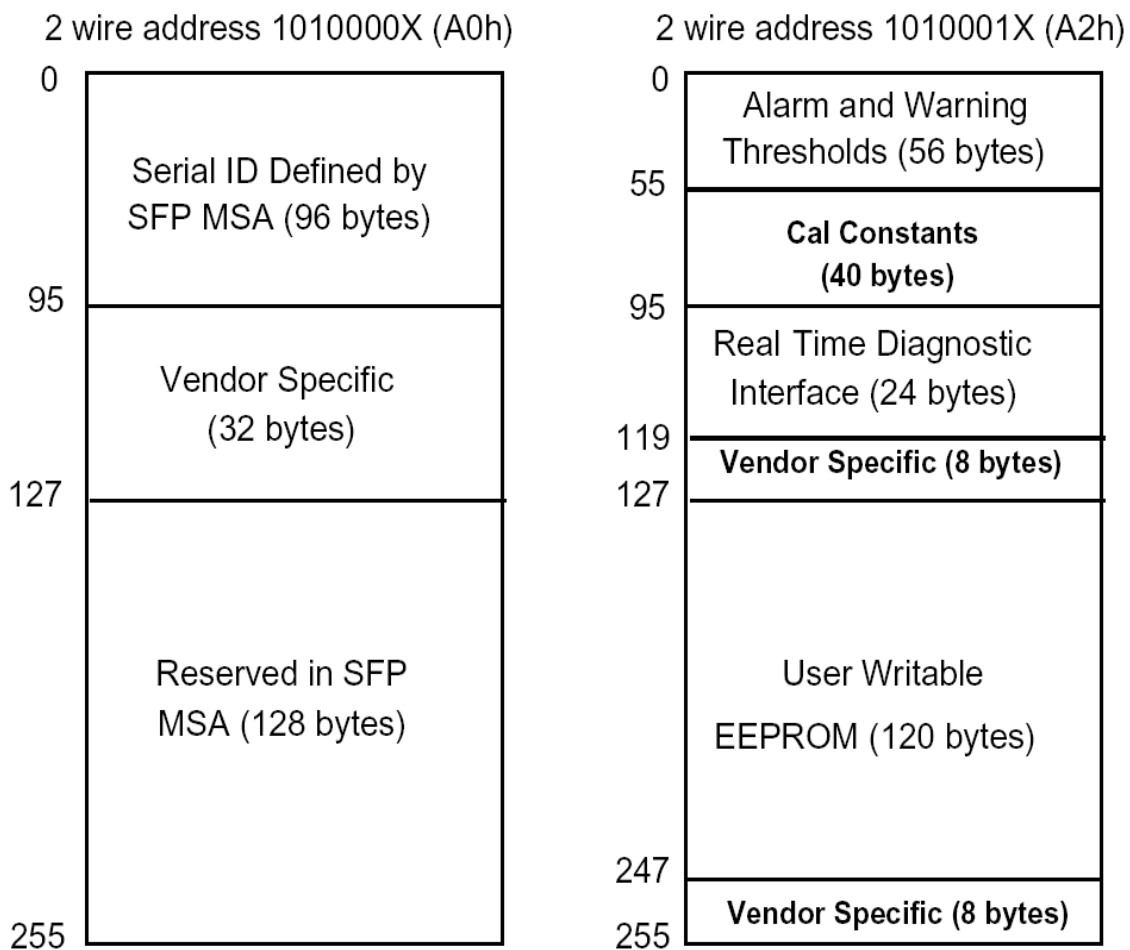 2 wire address 1010000X (A0h)
0
Serial ID Defined by
SFP MSA (96 bytes)
95
Vendor Specific
(32 bytes)
127
Reserved in SFP
MSA (128 bytes)
255
2 wire address 1010001X (A2h)
0
Alarm and Warning
Thresholds (56 bytes)
55
Cal Constants
(40 bytes)
95
Real Time Diagnostic
Interface (24 bytes)
119
Vendor Specific (8 bytes)
127
User Writable
EEPROM (120 bytes)
247
Vendor Specific (8 bytes)
255